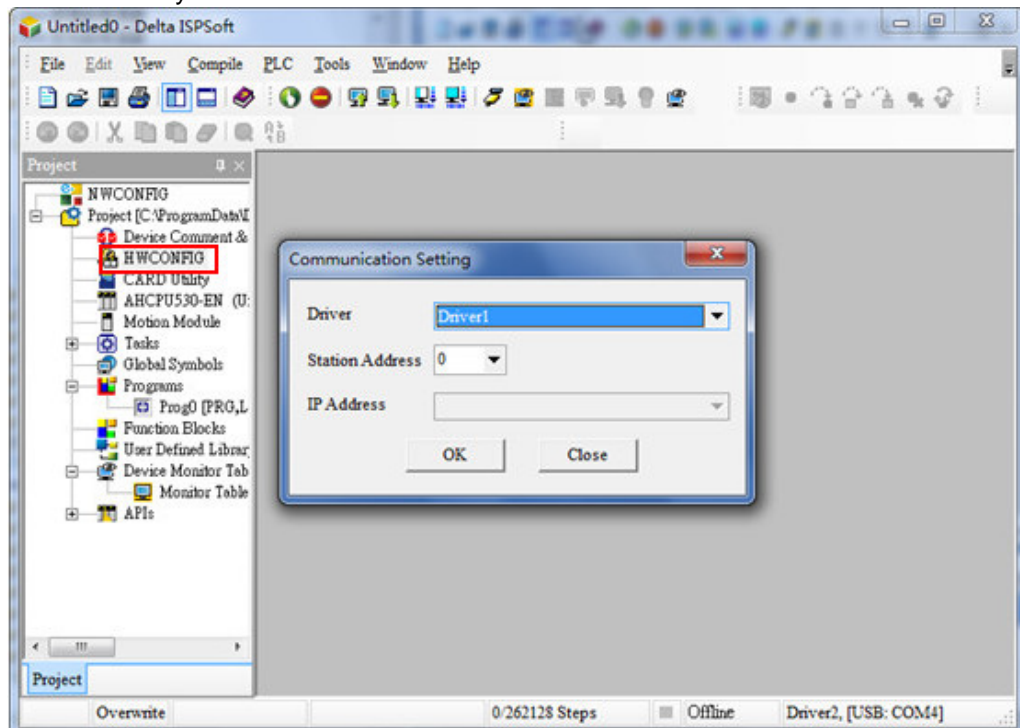 Untitled0 - Delta ISPSoft
File Edit View Compile PLC Tools Window Help
Project
NWCONFIG
Project [C:\ProgramData\
Device Comment &
HWCONFIG
CARD Utility
AHCPU530-EN (U:
Motion Module
Tasks
Global Symbols
Programs
Prog0 [PRG,L
Function Blocks
User Defined Librar
Device Monitor Tab
Monitor Table
APIs
Project
Communication Setting
Driver Driver1
Station Address 0
IP Address
OK Close
Overwrite 0/262128 Steps Offline Driver2, [USB: COM4]